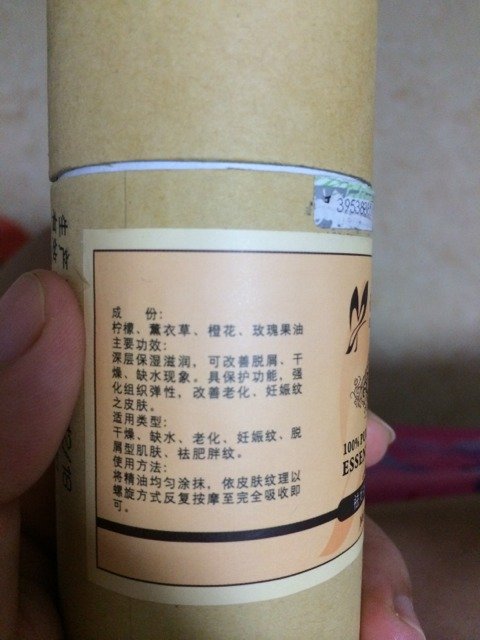 成 份:
柠檬、薰衣草、橙花、玫瑰果油
主要功效:
深层保湿滋润，可改善脱屑、干
燥、缺水现象。具保护功能，强
化组织弹性，改善老化、妊娠纹
之皮肤。
适用类型:
干燥、缺水、老化、妊娠纹、脱
屑型肌肤、祛肥胖纹。
使用方法:
将精油均匀涂抹，依皮肤纹理以
螺旋方式反复按摩至完全吸收即
可。
100%
ESSEN